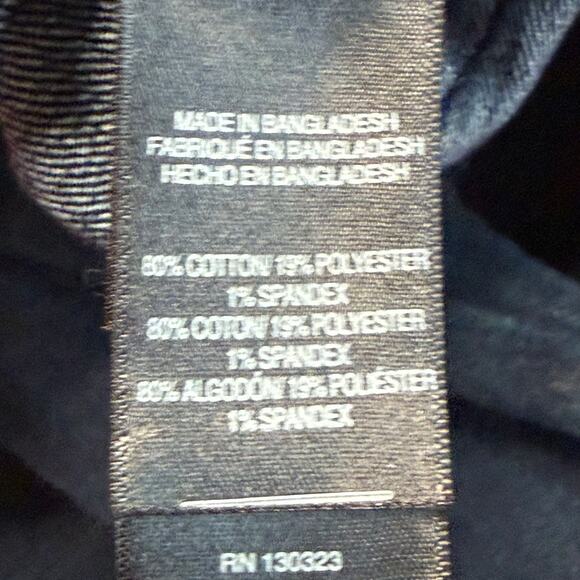 MADE IN BANGLADESH
FABRIQUÉ EN BANGLADESH
HECHO EN BANGLADESH
80% COTTON/ 19% POLYESTER
1% SPANDEX
80% COTON/ 19% POLYESTER
1% SPANDEX
80% ALGODÓN/ 19% POLIÉSTER
1% SPANDEX
RN 130323